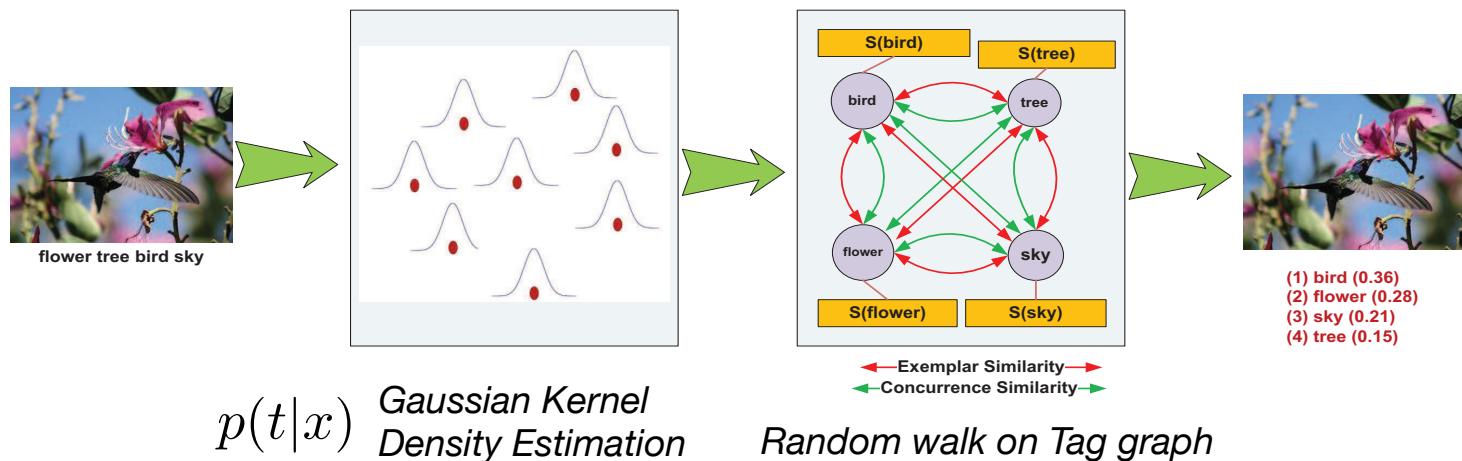 flower tree bird sky
S(bird)
S(tree)
bird
tree
flower
sky
S(flower)
S(sky)
Exemplar Similarity
Concurrence Similarity
(1) bird (0.36)
(2) flower (0.28)
(3) sky (0.21)
(4) tree (0.15)
p(t|x)
Gaussian Kernel
Density Estimation
Random walk on Tag graph